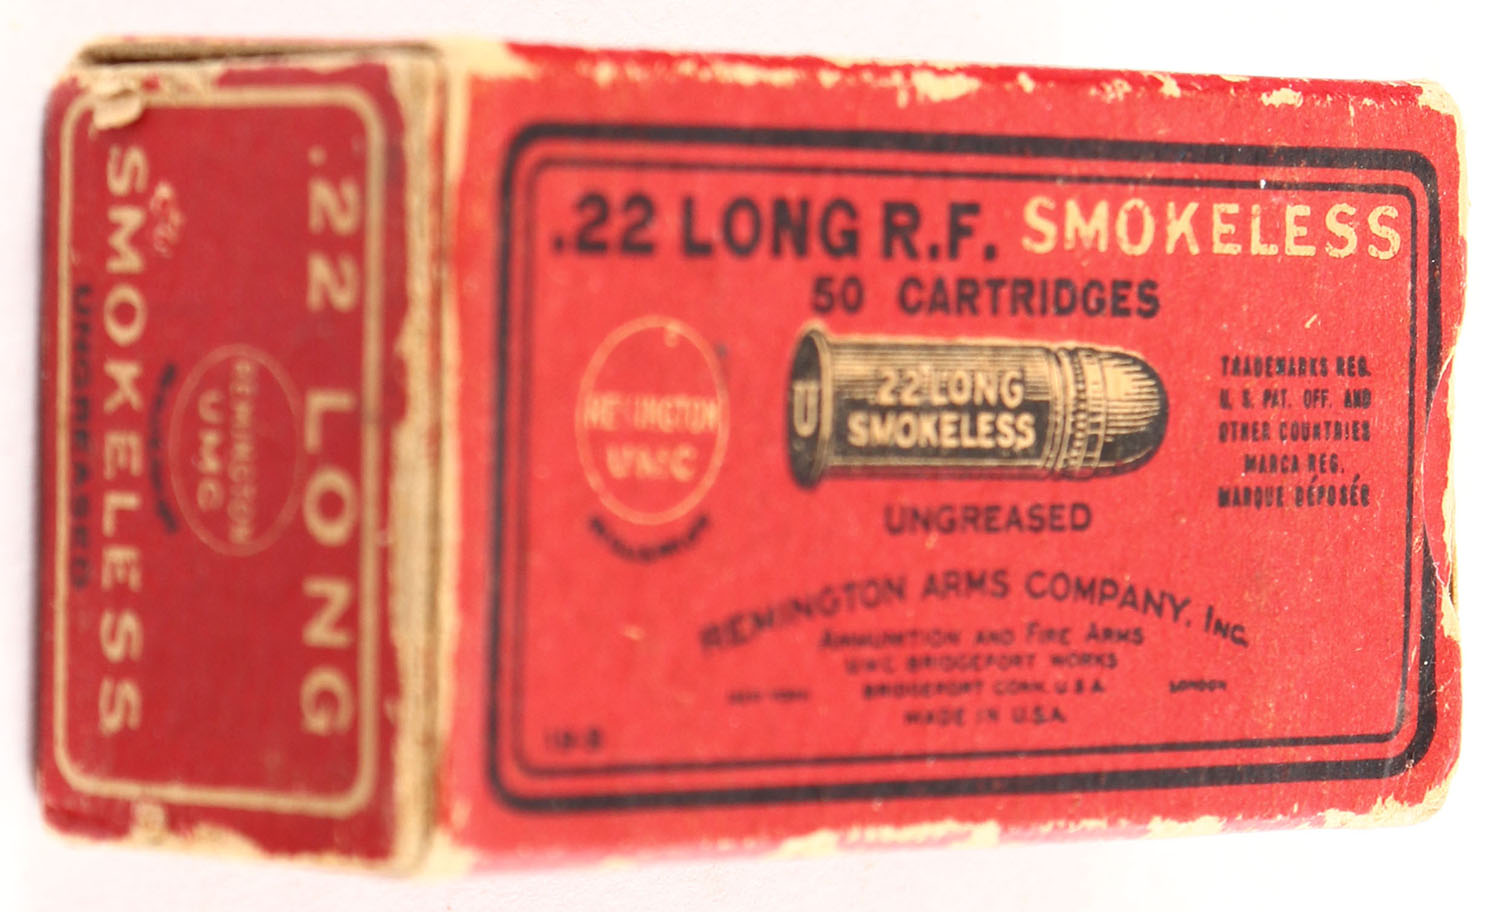 .22 LONG R.F. SMOKELESS
50 CARTRIDGES
REMINGTON
UMC
U
.22 LONG
SMOKELESS
TRADEMARKS REG.
U. S. PAT. OFF. AND
OTHER COUNTRIES
MARCA REG.
MARQUE DÉPOSÉE
UNGREASED
REMINGTON ARMS COMPANY, INC.
AMMUNITION AND FIRE ARMS
UMC BRIDGEPORT WORKS
NEW YORK BRIDGEPORT CONN. U.S.A. LONDON
MADE IN U.S.A.
.22 LONG
REMINGTON
UMC
SMOKELESS
UNGREASED